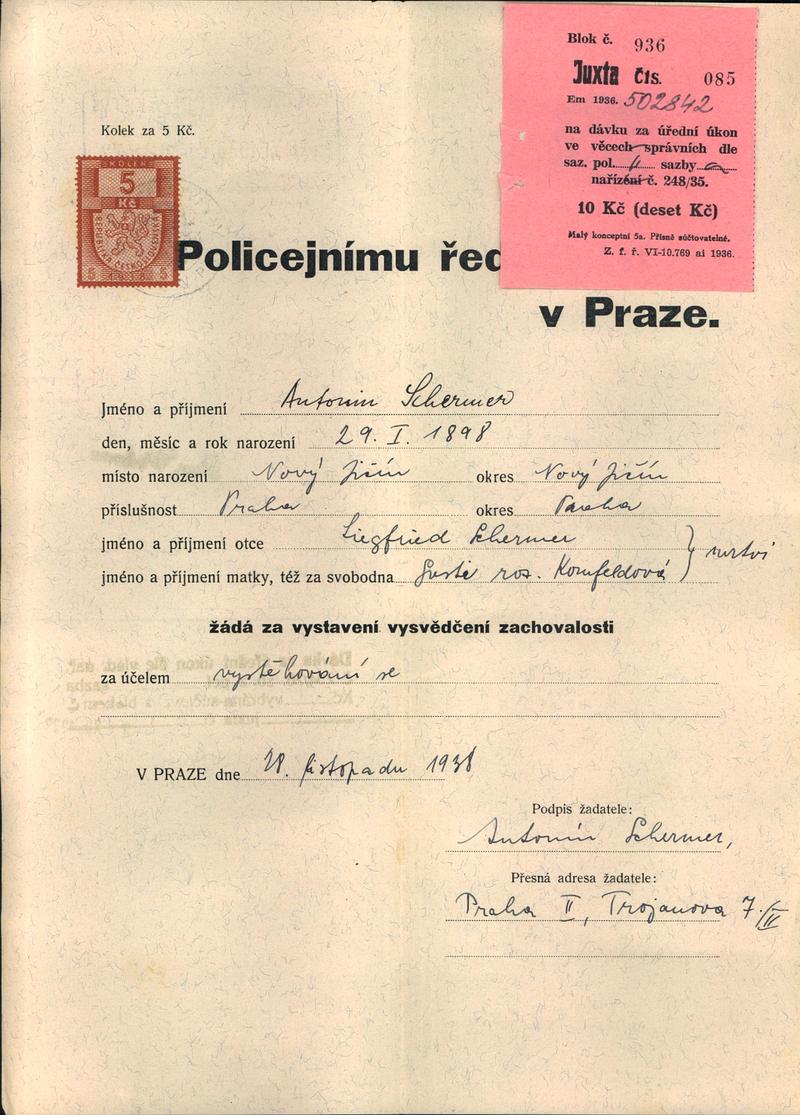 Blok č. 936
Juxta čís. 085
Em 1936. 502842
na dávku za úřední úkon
ve věcech správních dle
saz. pol. 11 sazby a
nařízení č. 248/35.
10 Kč (deset Kč)
Malý konceptní 5a. Přísně súčtovatelné.
Z. f. ř. VI-10.769 ai 1936.
Kolek za 5 Kč.
KOLEK
5
Kč
Policejnímu řed
v Praze.
Jméno a příjmení Antonin Schermer
den, měsíc a rok narození 29. I. 1898
místo narození Nový Jičín okres Nový Jičín
příslušnost Praha okres Praha
jméno a příjmení otce Siegfried Schermer
jméno a příjmení matky, též za svobodna Gusti roz. Kornfeldová } mrtvi
žádá za vystavení vysvědčení zachovalosti
za účelem vystěhování se
V PRAZE dne 28. listopadu 1938
Podpis žadatele:
Antonín Schermer,
Přesná adresa žadatele:
Praha II, Trojanova 7/II